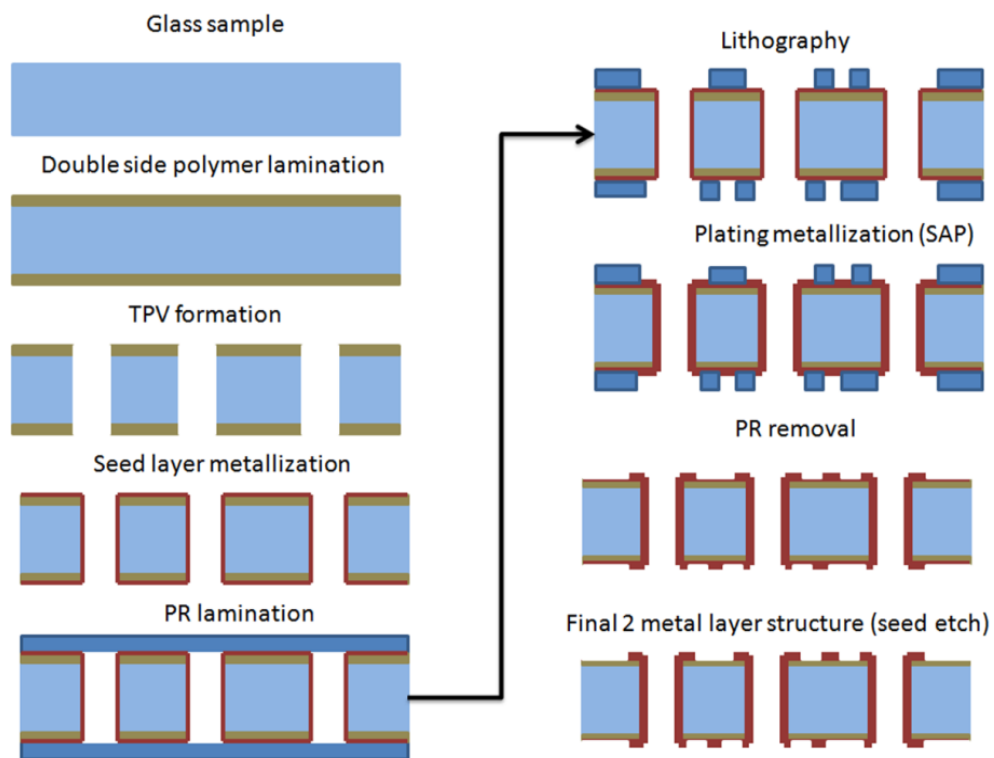 Glass sample
Double side polymer lamination
TPV formation
Seed layer metallization
PR lamination
Lithography
Plating metallization (SAP)
PR removal
Final 2 metal layer structure (seed etch)